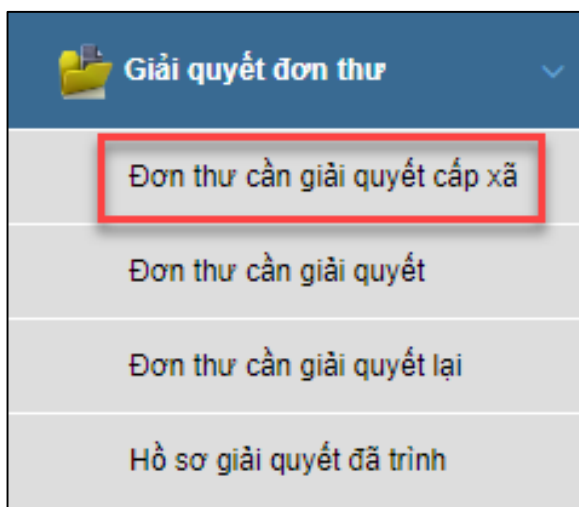 Giải quyết đơn thư
Đơn thư cần giải quyết cấp xã
Đơn thư cần giải quyết
Đơn thư cần giải quyết lại
Hồ sơ giải quyết đã trình